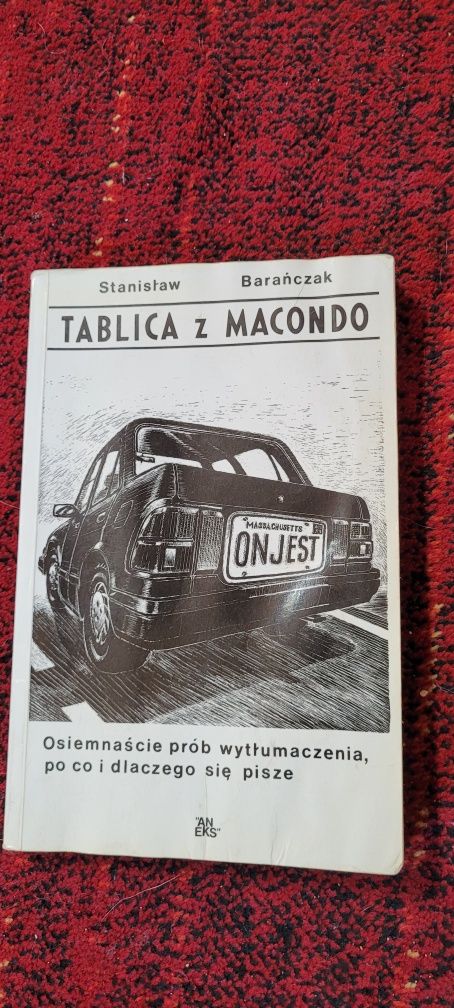 Stanisław Barańczak
TABLICA z MACONDO
MASSACHUSETTS
ONJEST
Osiemnaście prób wytłumaczenia,
po co i dlaczego się pisze
"AN
EKS"